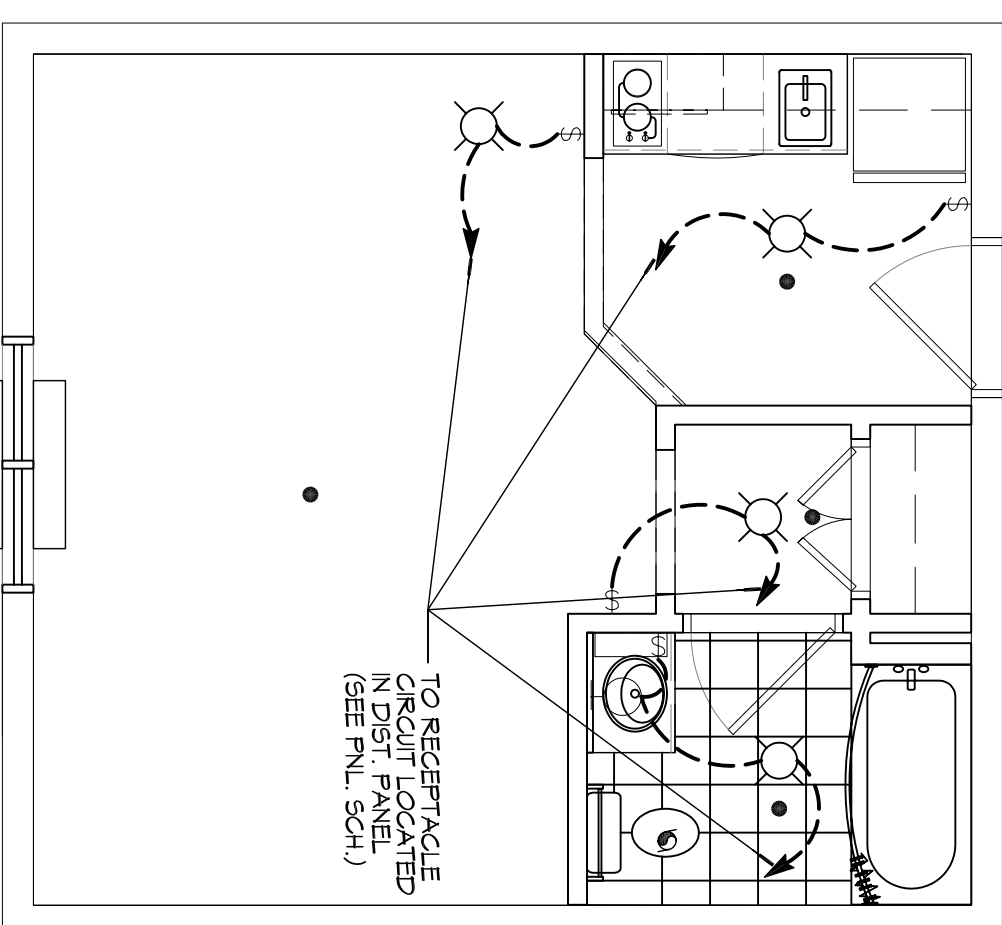 TO RECEPTACLE
CIRCUIT LOCATED
IN DIST. PANEL
(SEE PNL. SCH.)
$
$
$
$